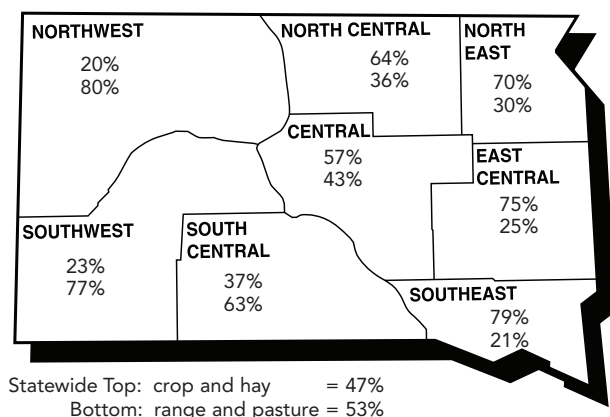 NORTHWEST
20%
80%
NORTH CENTRAL
64%
36%
NORTH
EAST
70%
30%
CENTRAL
57%
43%
EAST
CENTRAL
75%
25%
SOUTHWEST
23%
77%
SOUTH
CENTRAL
37%
63%
SOUTHEAST
79%
21%
Statewide Top: crop and hay = 47%
Bottom: range and pasture = 53%